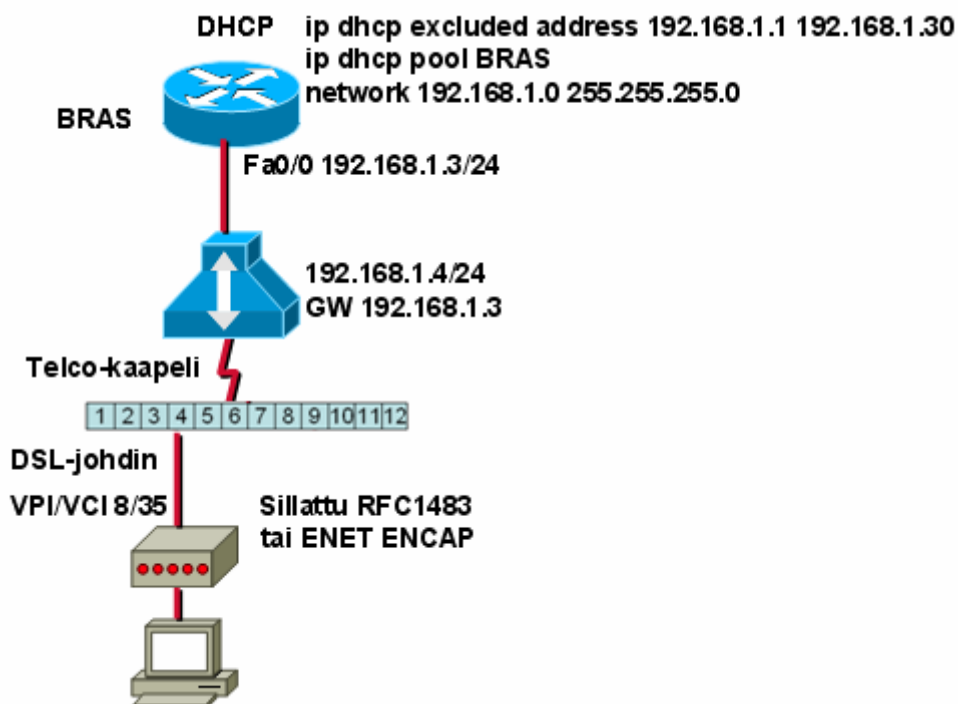 DHCP ip dhcp excluded address 192.168.1.1 192.168.1.30
ip dhcp pool BRAS
network 192.168.1.0 255.255.255.0
BRAS
Fa0/0 192.168.1.3/24
192.168.1.4/24
GW 192.168.1.3
Telco-kaapeli
1 2 3 4 5 6 7 8 9 10 11 12
DSL-johdin
VPI/VCI 8/35
Sillattu RFC1483
tai ENET ENCAP